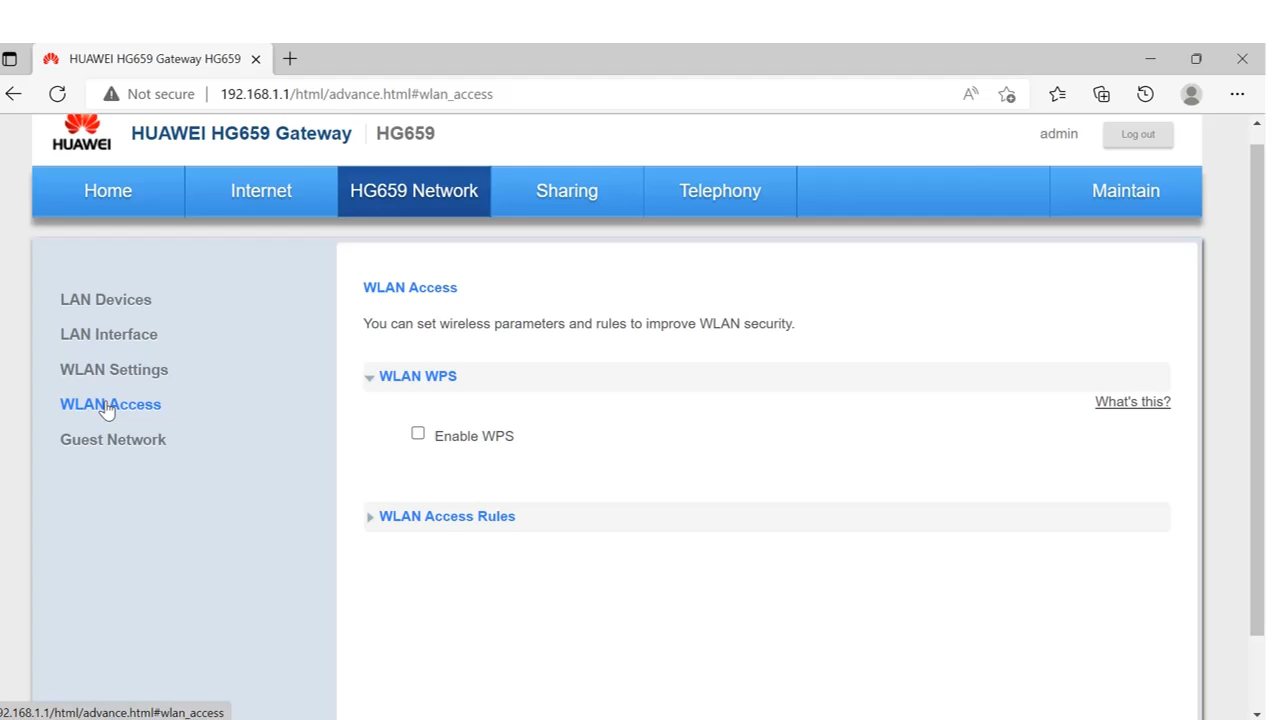 HUAWEI HG659 Gateway HG659
Not secure | 192.168.1.1/html/advance.html#wlan_access
HUAWEI
HUAWEI HG659 Gateway HG659
admin
Log out
Home Internet HG659 Network Sharing Telephony Maintain
LAN Devices
LAN Interface
WLAN Settings
WLAN Access
Guest Network
WLAN Access
You can set wireless parameters and rules to improve WLAN security.
WLAN WPS
What's this?
Enable WPS
WLAN Access Rules
92.168.1.1/html/advance.html#wlan_access